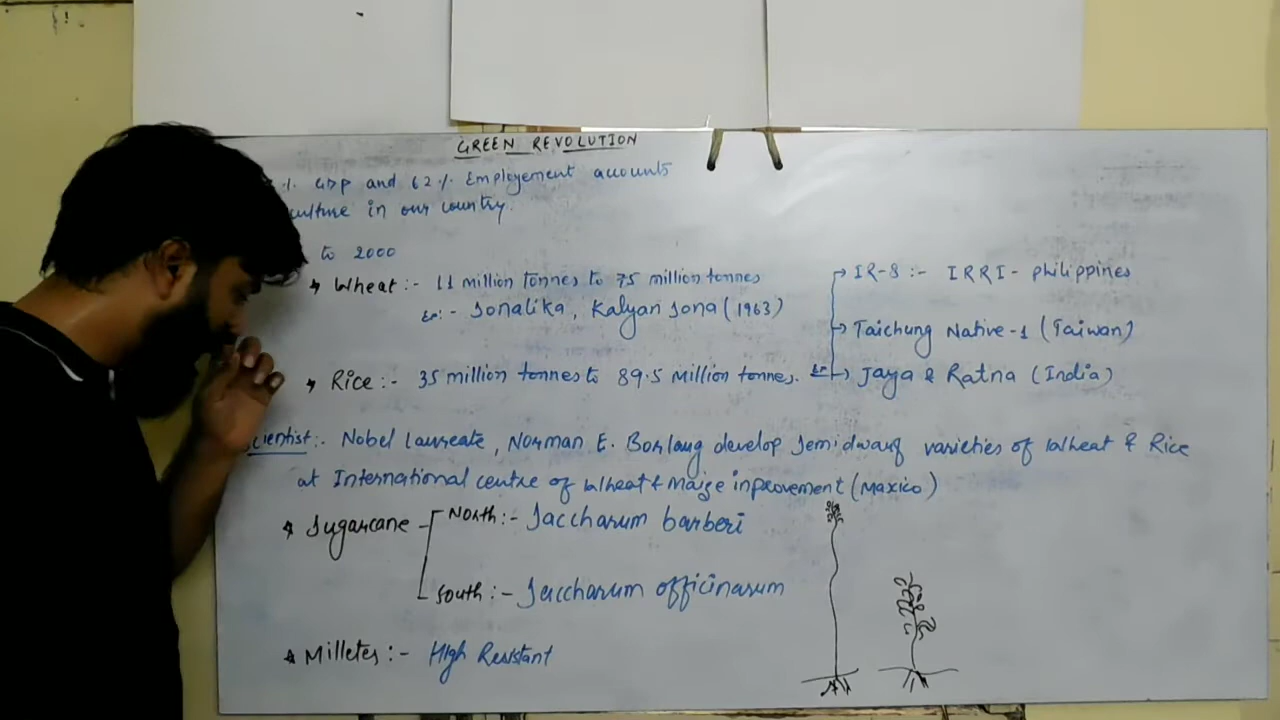 GREEN REVOLUTION
% GDP and 62% Employement accounts
culture in our country.
to 2000
Wheat :- 11 million tonnes to 75 million tonnes
Ex:- Sonalika, Kalyan Sona (1963)
Rice :- 35 million tonnes to 89.5 Million tonnes. Ex
IR-8 :- IRRI - Philippines
Taichung Native-1 (Taiwan)
Jaya & Ratna (India)
Scientist:- Nobel laureate, Norman E. Borlaug develop Semidwarf varieties of Wheat & Rice
at International centre of Wheat & Maize inprovement (Maxico)
Sugarcane
North :- Saccharum barberi
South :- Saccharum officinarum
Milletes :- High Resistant